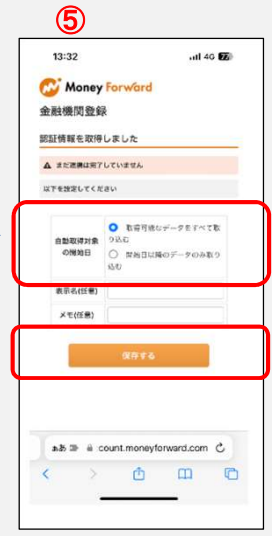 ⑤
13:32
4G 72
Money Forward
金融機関登録
認証情報を取得しました
まだ連携は完了していません
以下を設定してください
自動取得対象
の開始日
取得可能なデータをすべて取
り込む
開始日以降のデータのみ取り
込む
表示名(任意)
メモ(任意)
保存する
ああ count.moneyforward.com